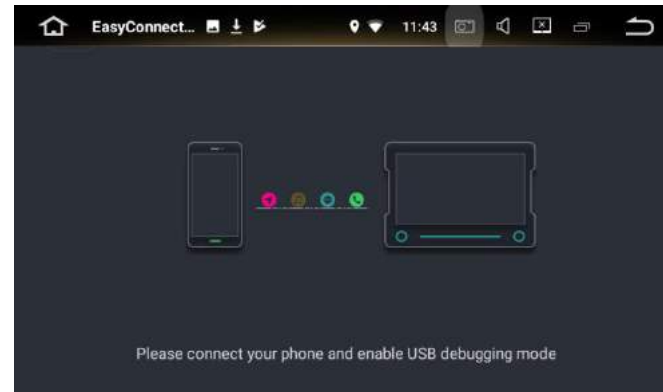 EasyConnect... 11:43
Please connect your phone and enable USB debugging mode